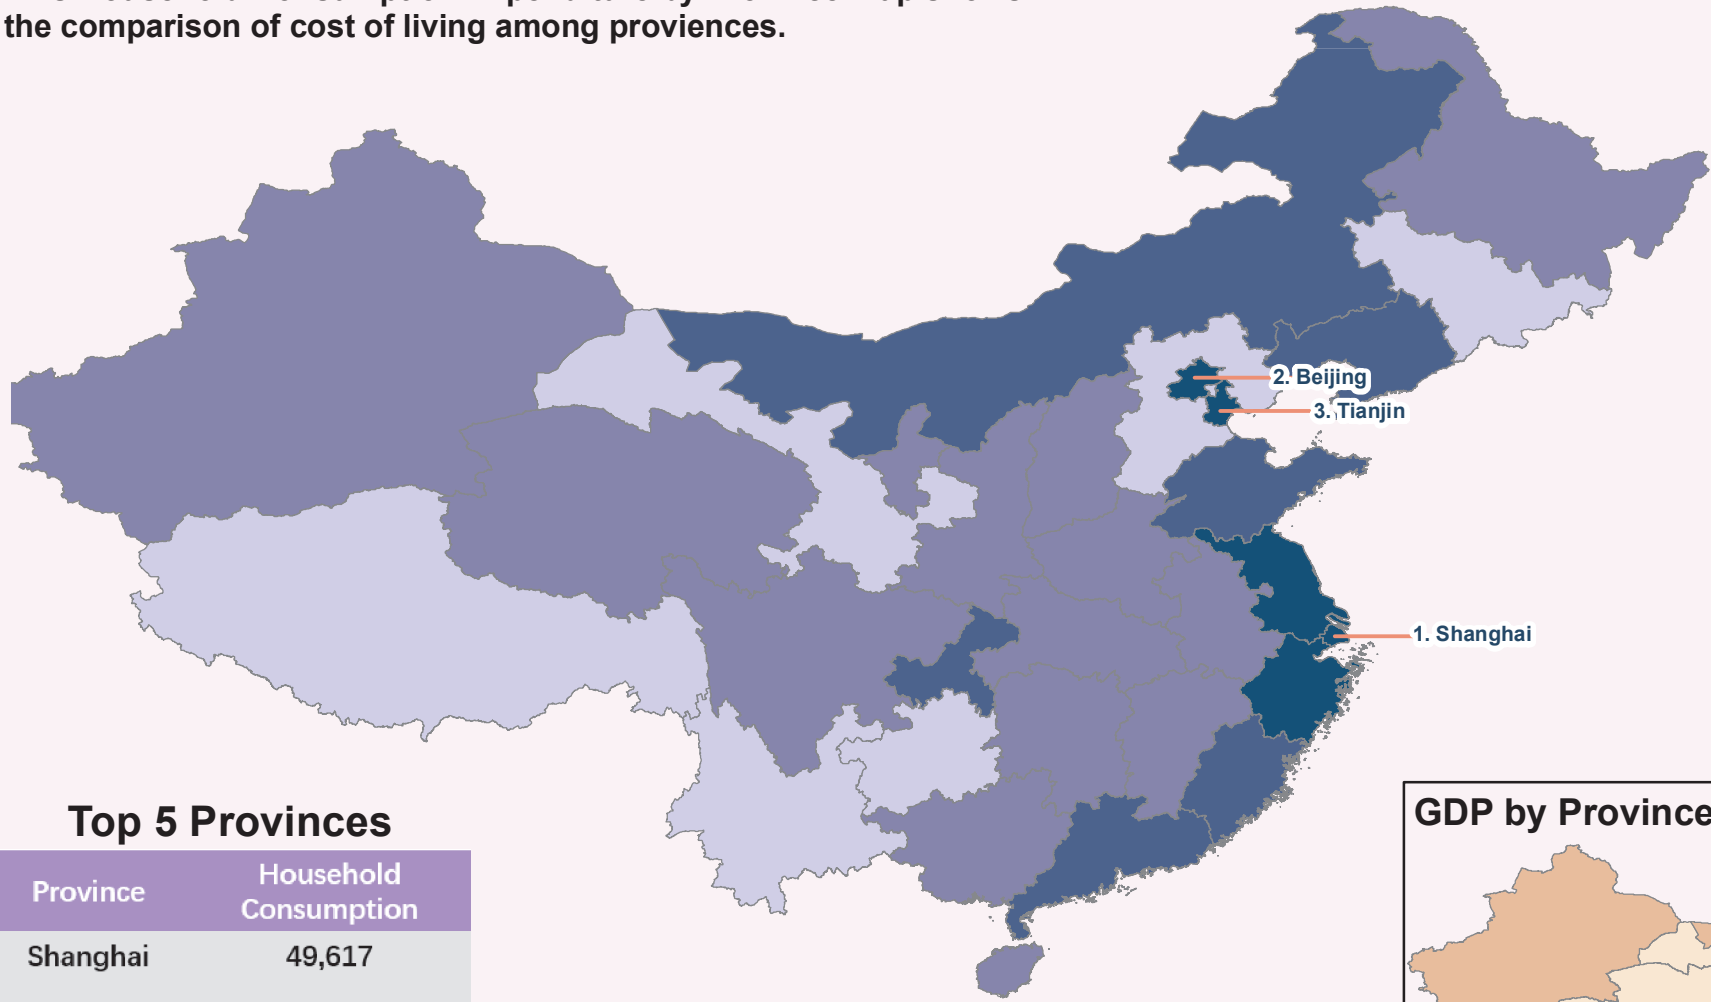 the comparison of cost of living among proviences.
2. Beijing
3. Tianjin
1. Shanghai
Top 5 Provinces
Province
Household
Consumption
Shanghai
49,617
GDP by Province